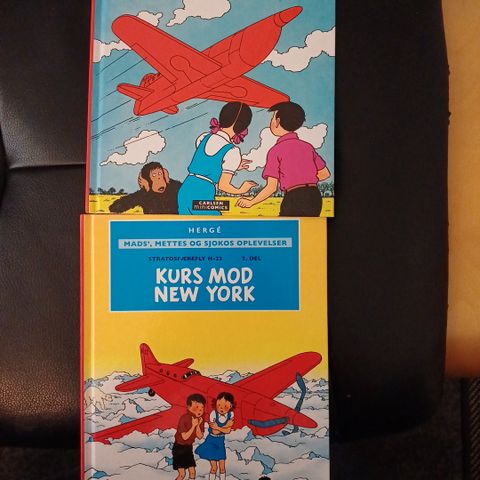 CARLSEN
miniCOMICS
HERGÉ
MADS', METTES OG SJOKOS OPLEVELSER
STRATOSFÆREFLY H-22 2. DEL
KURS MOD
NEW YORK